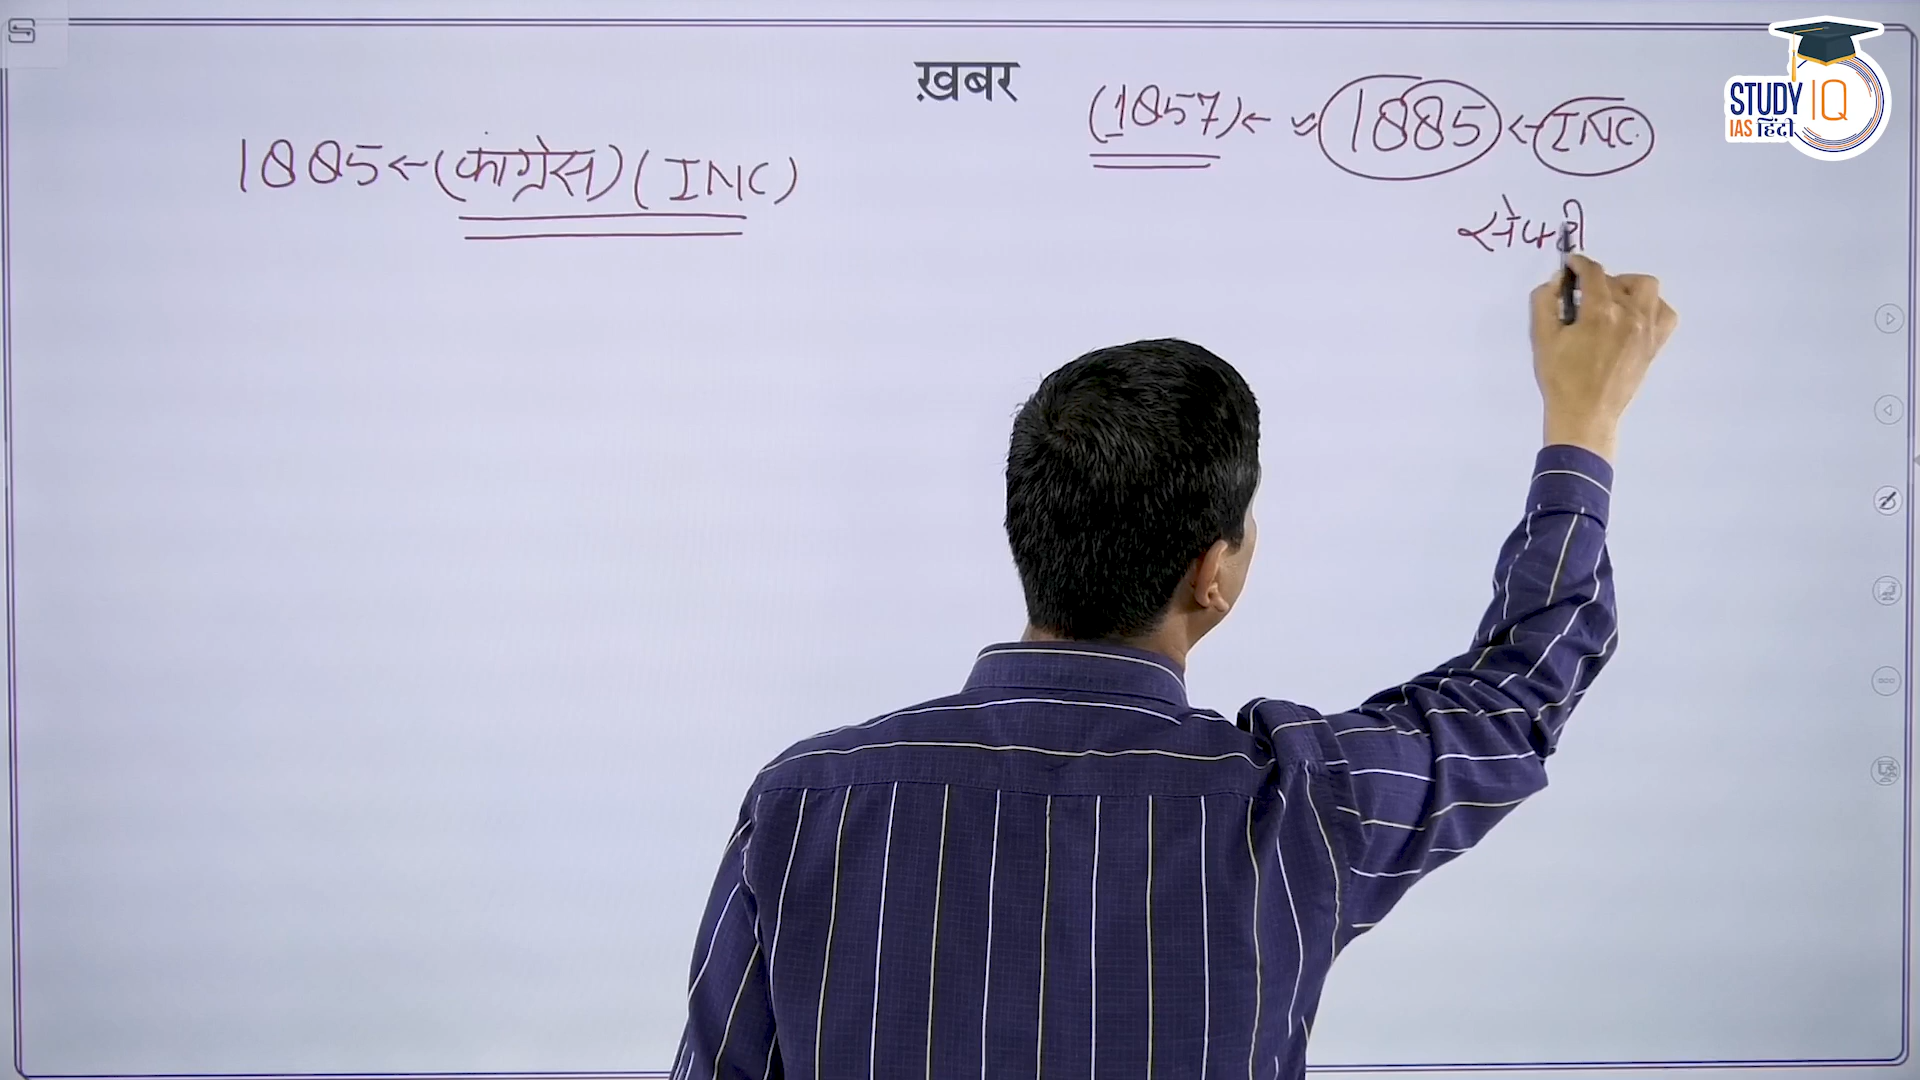 ख़बर
STUDY IQ
IAS हिंदी
1885 ← (कांग्रेस) (INC)
(1857) ← 1885 ← INC